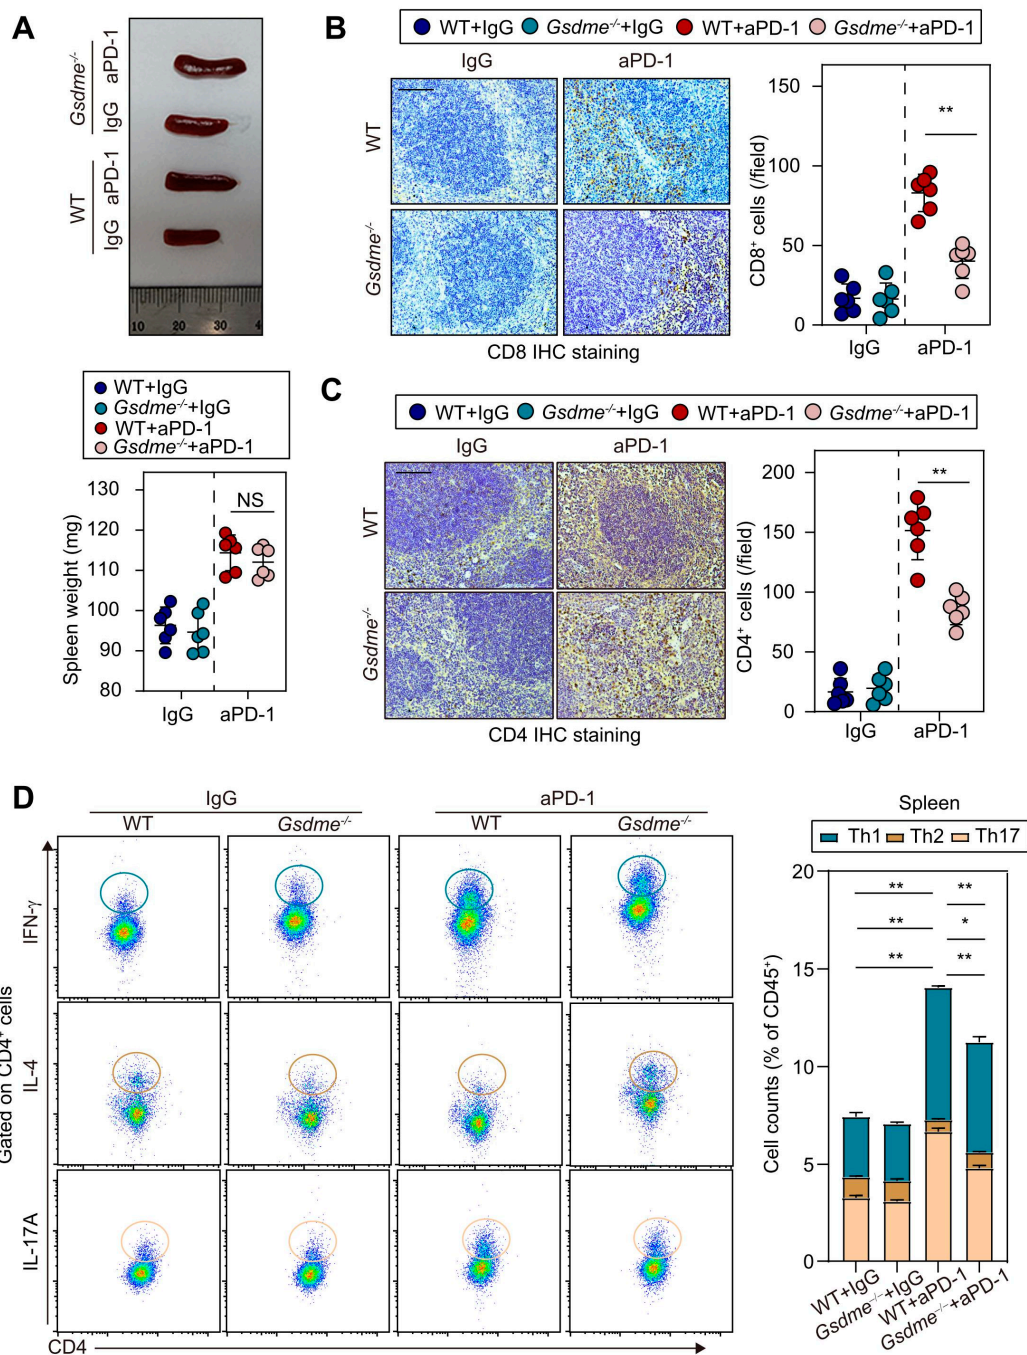 A
Gsdme-/-
WT
aPD-1
IgG
aPD-1
IgG
10 20 30 4
WT+IgG
Gsdme-/-+IgG
WT+aPD-1
Gsdme-/-+aPD-1
Spleen weight (mg)
130
120
110
100
90
80
NS
IgG aPD-1
B
WT+IgG Gsdme-/-+IgG WT+aPD-1 Gsdme-/-+aPD-1
IgG aPD-1
WT
Gsdme-/-
CD8 IHC staining
CD8+ cells (/field)
150
100
50
0
**
IgG aPD-1
C
WT+IgG Gsdme-/-+IgG WT+aPD-1 Gsdme-/-+aPD-1
IgG aPD-1
WT
Gsdme-/-
CD4 IHC staining
CD4+ cells (/field)
200
150
100
50
0
**
IgG aPD-1
D
IgG aPD-1
WT Gsdme-/- WT Gsdme-/-
Gated on CD4+ cells
IFN-γ
IL-4
IL-17A
CD4
Spleen
Th1 Th2 Th17
Cell counts (% of CD45+)
20
15
10
5
0
** **
** *
** **
WT+IgG
Gsdme-/-+IgG
WT+aPD-1
Gsdme-/-+aPD-1